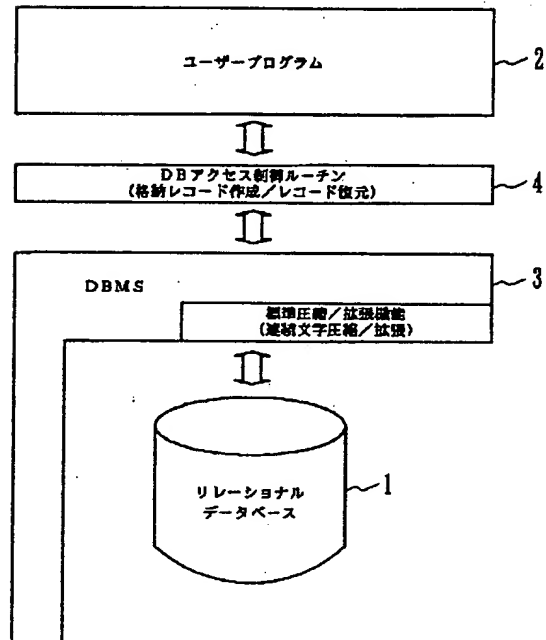 ユーザープログラム
2
DBアクセス制御ルーチン
(格納レコード作成/レコード復元)
4
DBMS
3
標準圧縮/拡張機能
(連続文字圧縮/拡張)
リレーショナル
データベース
1